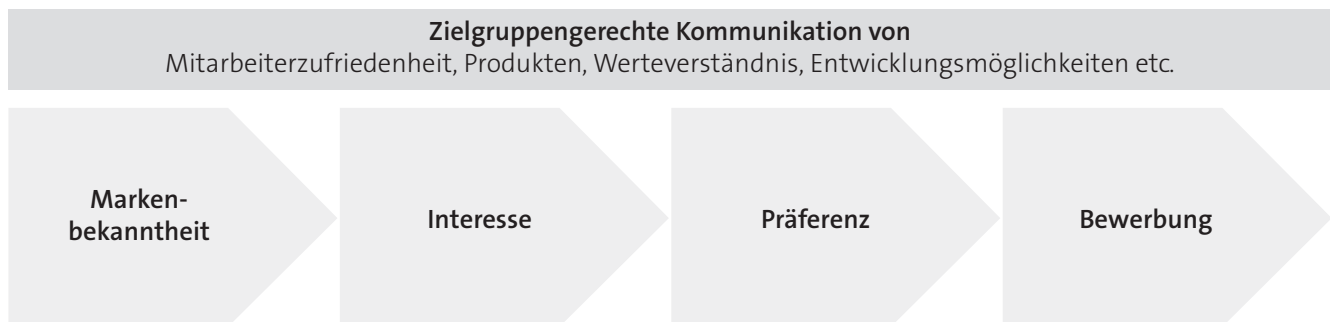 Zielgruppengerechte Kommunikation von
Mitarbeiterzufriedenheit, Produkten, Werteverständnis, Entwicklungsmöglichkeiten etc.
Marken-
bekanntheit
Interesse
Präferenz
Bewerbung